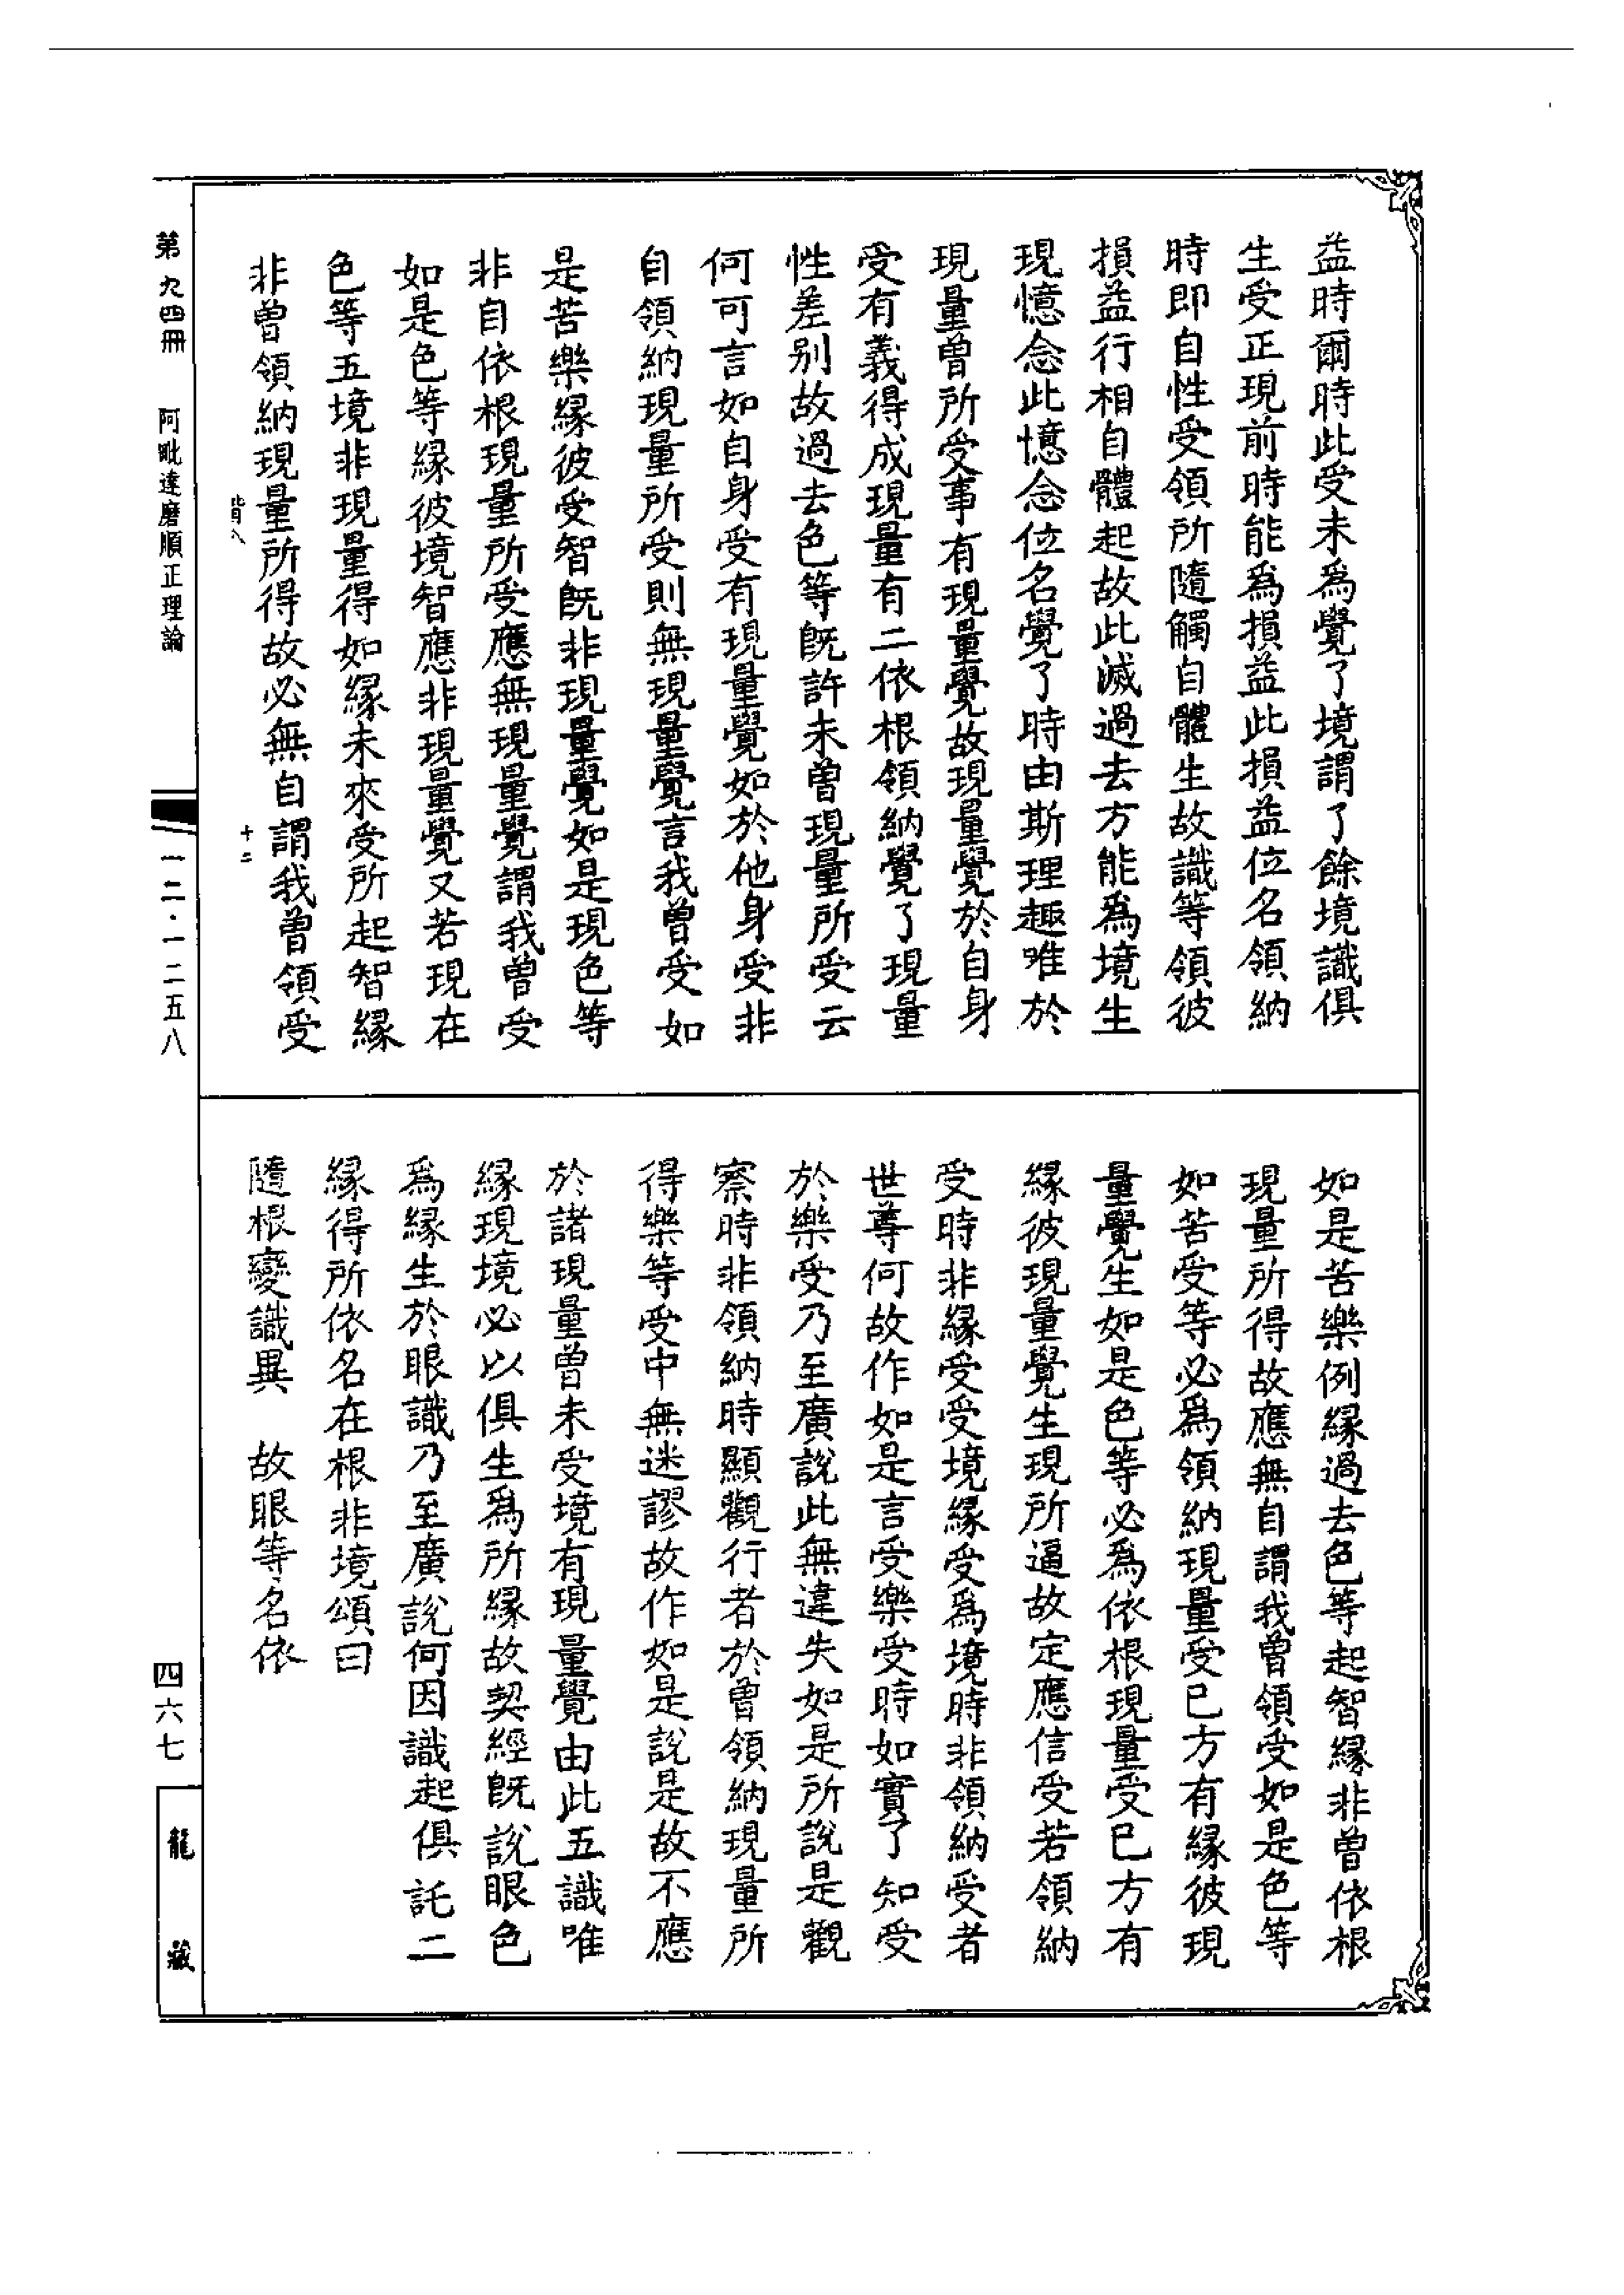 益時爾時此受未為覺了境謂了餘境識俱
生受正現前時能為損益此損益位名領納
時即自性受領所隨觸自體生故識等領彼
損益行相自體起故此滅過去方能為境生
現憶念此憶念位名覺了時由斯理趣唯於
現量曾所受事有現量覺故現量覺於自身
受有義得成現量有二依根領納覺了現量
性差別故過去色等旣許未曾現量所受云
何可言如自身受有現量覺如於他身受非
自領納現量所受則無現量覺言我曾受如
是苦樂緣彼受智旣非現量覺如是現色等
非自依根現量所受應無現量覺謂我曾受
如是色等緣彼境智應非現量覺又若現在
色等五境非現量得如緣未來受所起智緣
非曾領納現量所得故必無自謂我曾領受
如是苦樂例緣過去色等起智緣非曾依根
現量所得故應無自謂我曾領受如是色等
如苦受等必為領納現量受已方有緣彼現
量覺生如是色等必為依根現量受已方有
緣彼現量覺生現所逼故定應信受若領納
受時非緣受受境緣受為境時非領納受者
世尊何故作如是言受樂受時如實了知受
於樂受乃至廣說此無違失如是所說是觀
察時非領納時顯觀行者於曾領納現量所
得樂等受中無迷謬故作如是說是故不應
於諸現量曾未受境有現量覺由此五識唯
緣現境必以俱生為所緣故契經旣說眼色
為緣生於眼識乃至廣說何因識起俱託二
緣得所依名在根非境頌曰
隨根變識異　故眼等名依
十二
第九四冊　阿毗達磨順正理論
一二·一二五八
四六七
龍藏